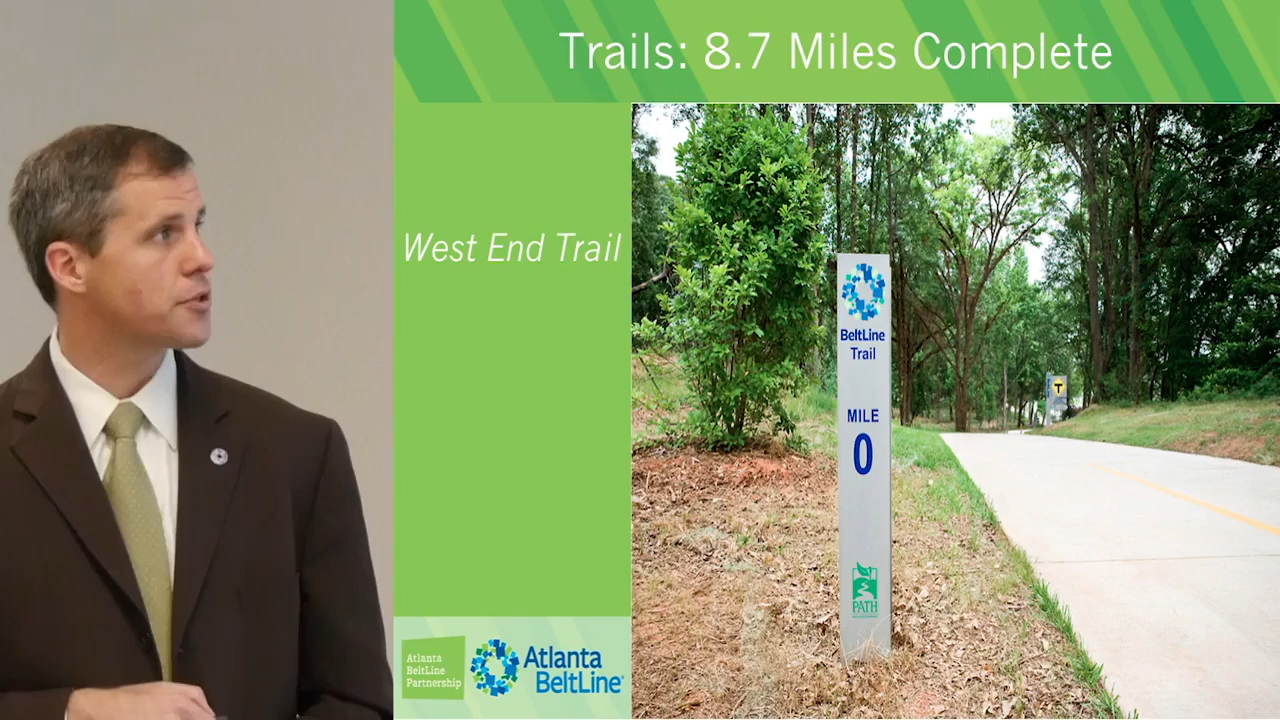 Trails: 8.7 Miles Complete
West End Trail
BeltLine
Trail
MILE
0
PATH
T
Atlanta
BeltLine
Partnership
Atlanta
BeltLine®